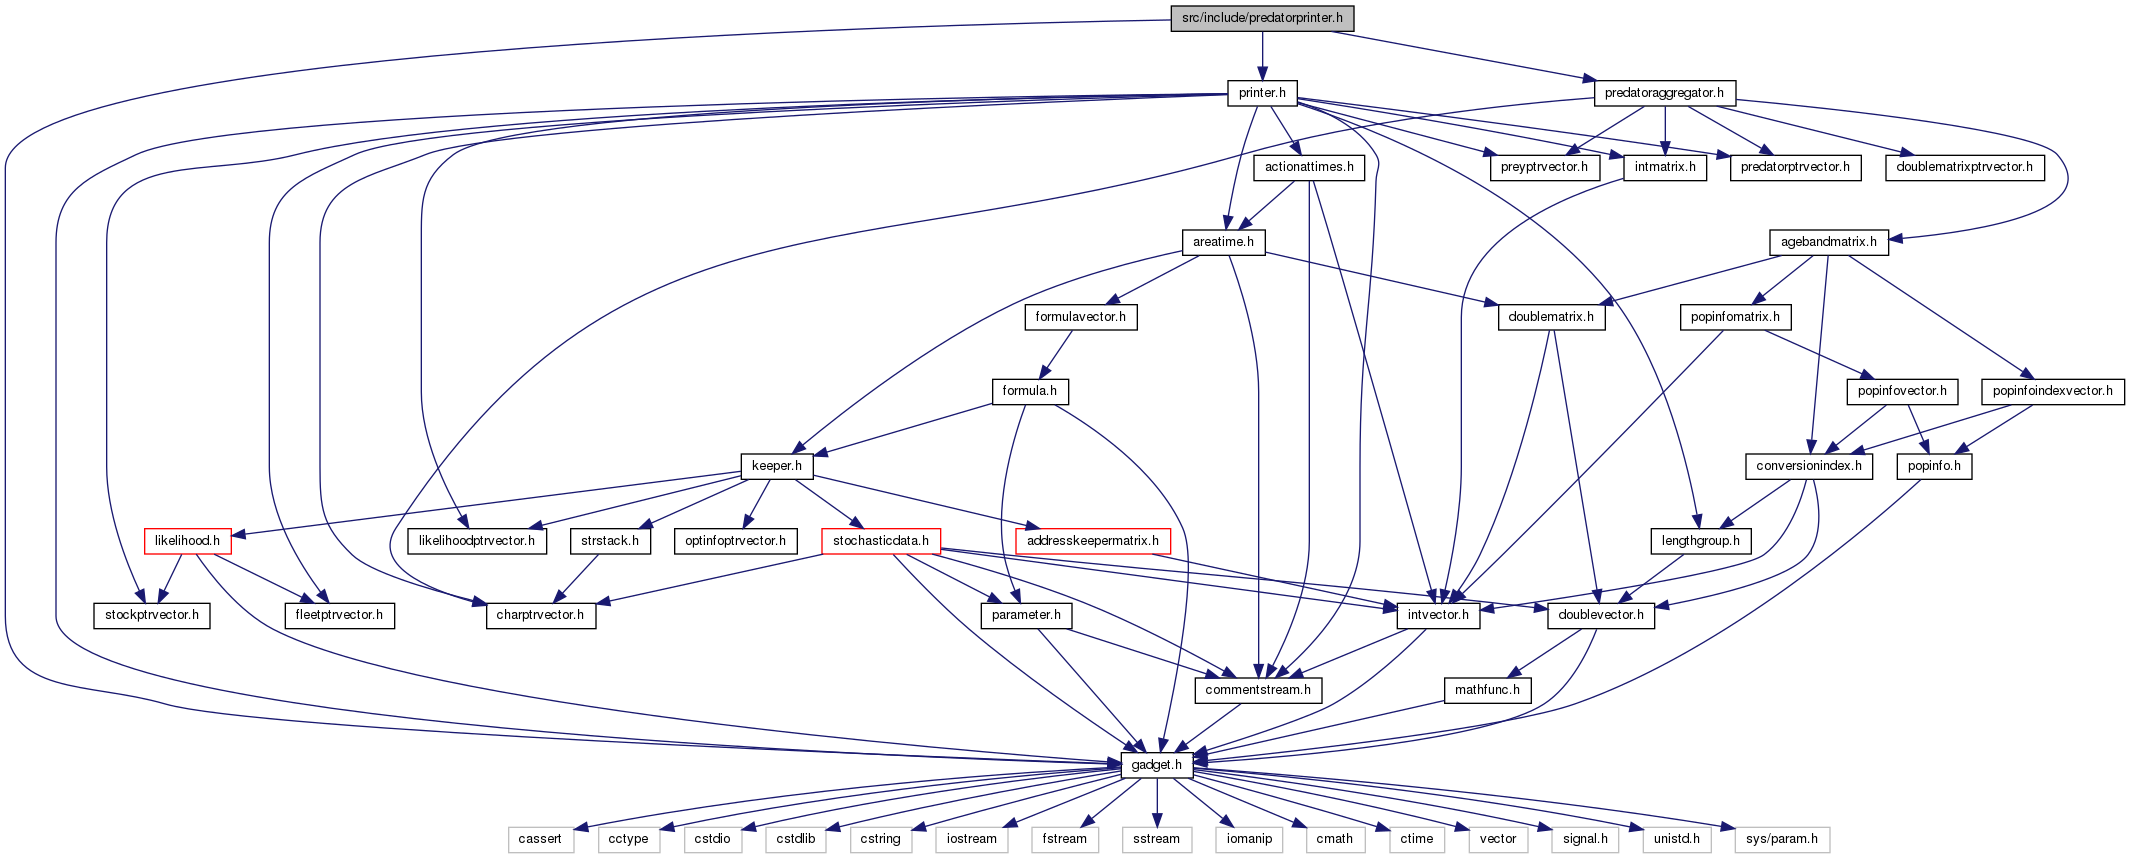 src/include/predatorprinter.h
printer.h
predatoraggregator.h
actionattimes.h
preyptrvector.h
intmatrix.h
predatorptrvector.h
doublematrixptrvector.h
areatime.h
agebandmatrix.h
formulavector.h
doublematrix.h
popinfomatrix.h
formula.h
popinfovector.h
popinfoindexvector.h
keeper.h
conversionindex.h
popinfo.h
likelihood.h
likelihoodptrvector.h
strstack.h
optinfoptrvector.h
stochasticdata.h
addresskeepermatrix.h
lengthgroup.h
stockptrvector.h
fleetptrvector.h
charptrvector.h
parameter.h
intvector.h
doublevector.h
commentstream.h
mathfunc.h
gadget.h
cassert
cctype
cstdio
cstdlib
cstring
iostream
fstream
sstream
iomanip
cmath
ctime
vector
signal.h
unistd.h
sys/param.h